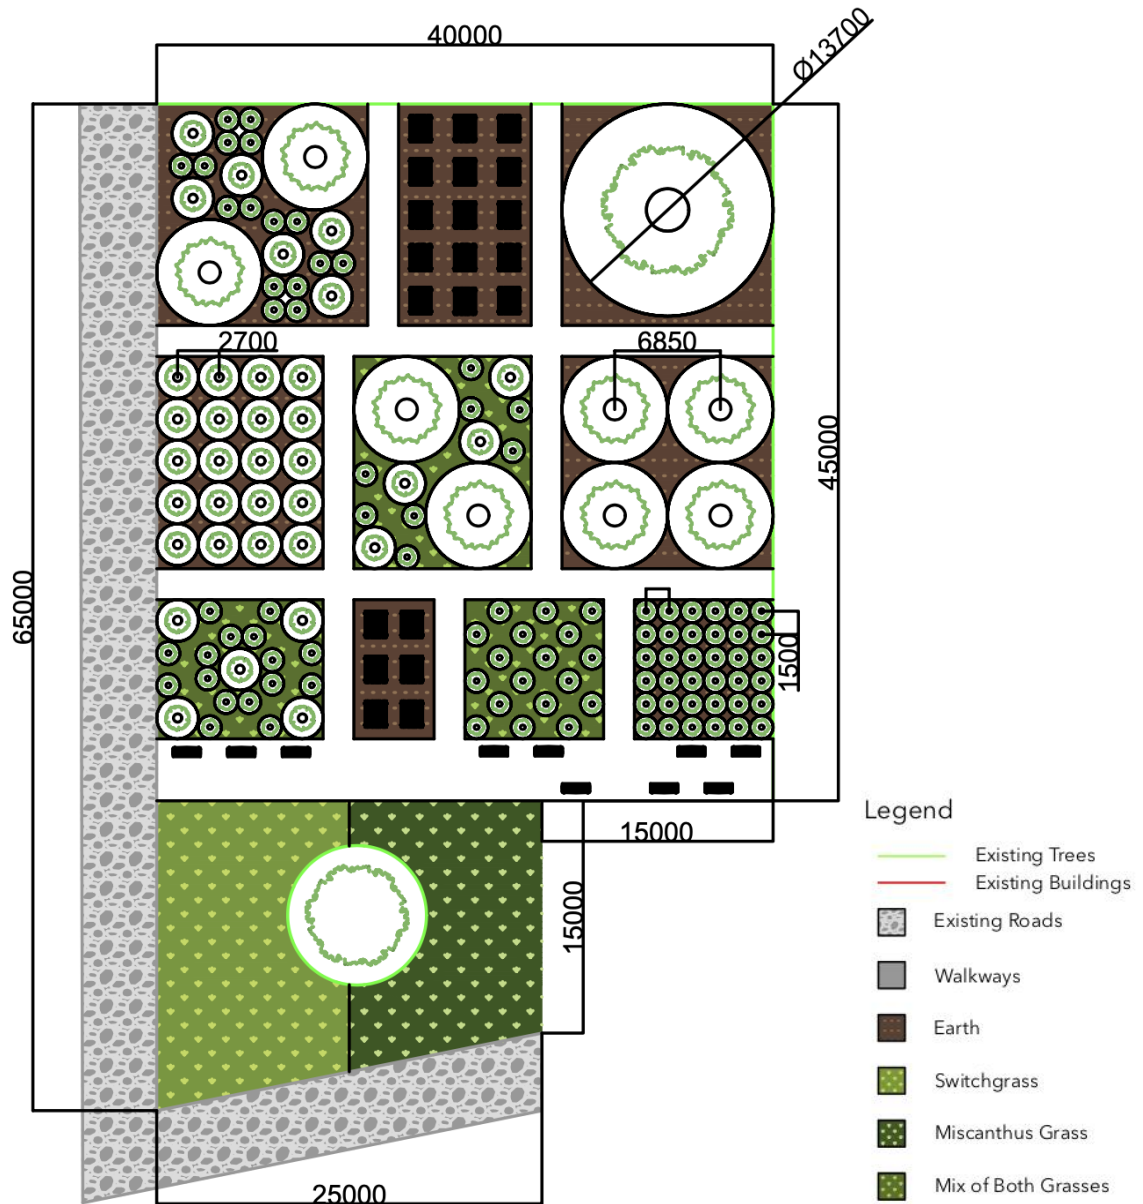 40000
Ø13700
2700
6850
45000
65000
1500
15000
15000
25000
Legend
Existing Trees
Existing Buildings
Existing Roads
Walkways
Earth
Switchgrass
Miscanthus Grass
Mix of Both Grasses